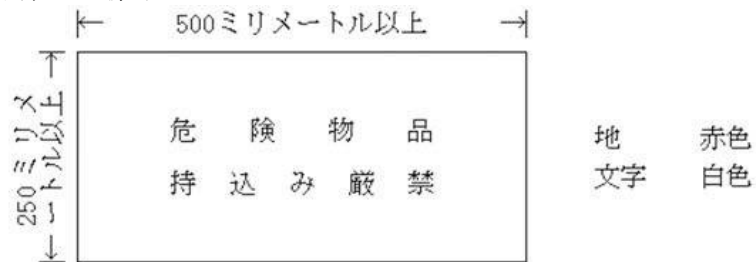 500ミリメートル以上
250ミリメートル以上
危険物品
持込み厳禁
地 赤色
文字 白色